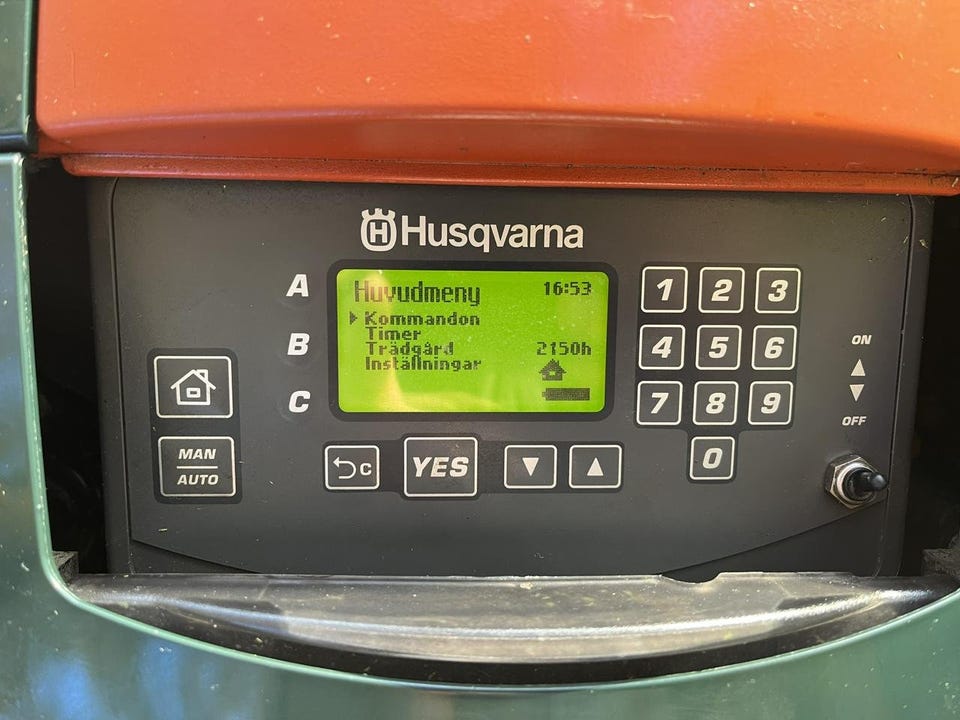 H Husqvarna
A
B
C
Huvudmeny 16:53
Kommandon
Timer
Trädgård 2150h
Inställningar
1 2 3
4 5 6
7 8 9
0
ON
OFF
MAN
AUTO
C
YES